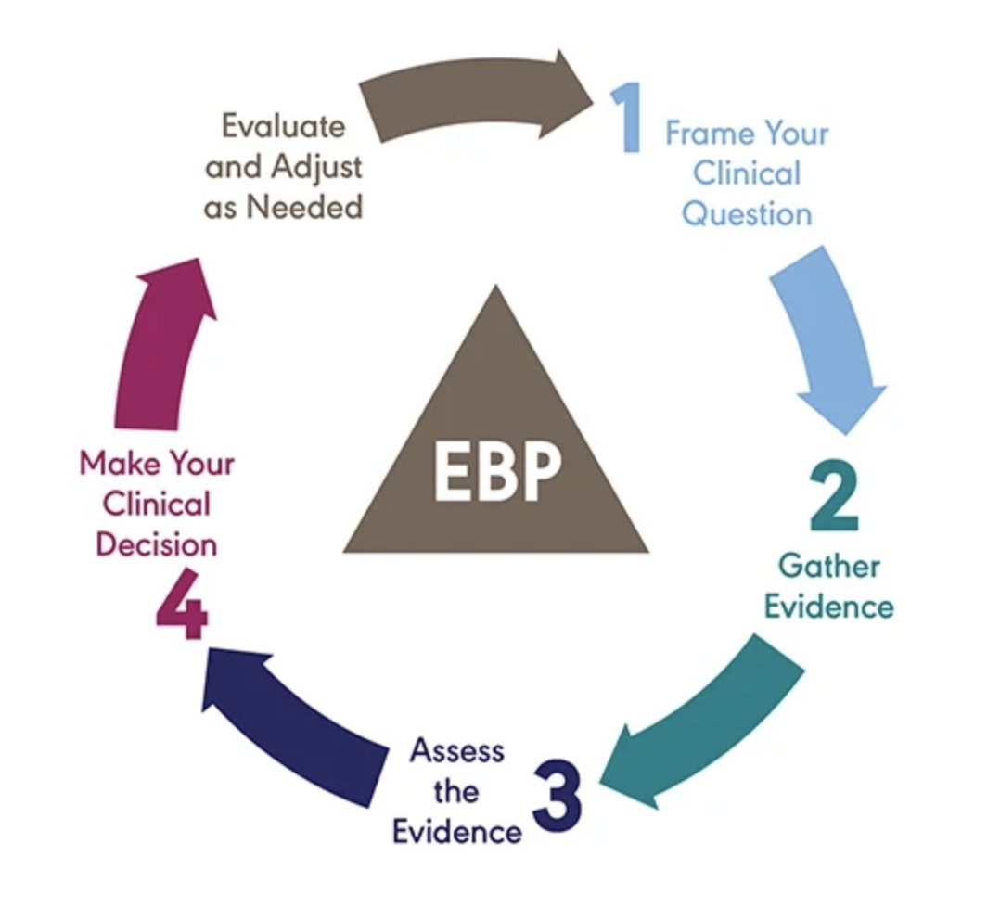 1
Frame Your
Clinical
Question
2
Gather
Evidence
3
Assess
the
Evidence
4
Make Your
Clinical
Decision
Evaluate
and Adjust
as Needed
EBP